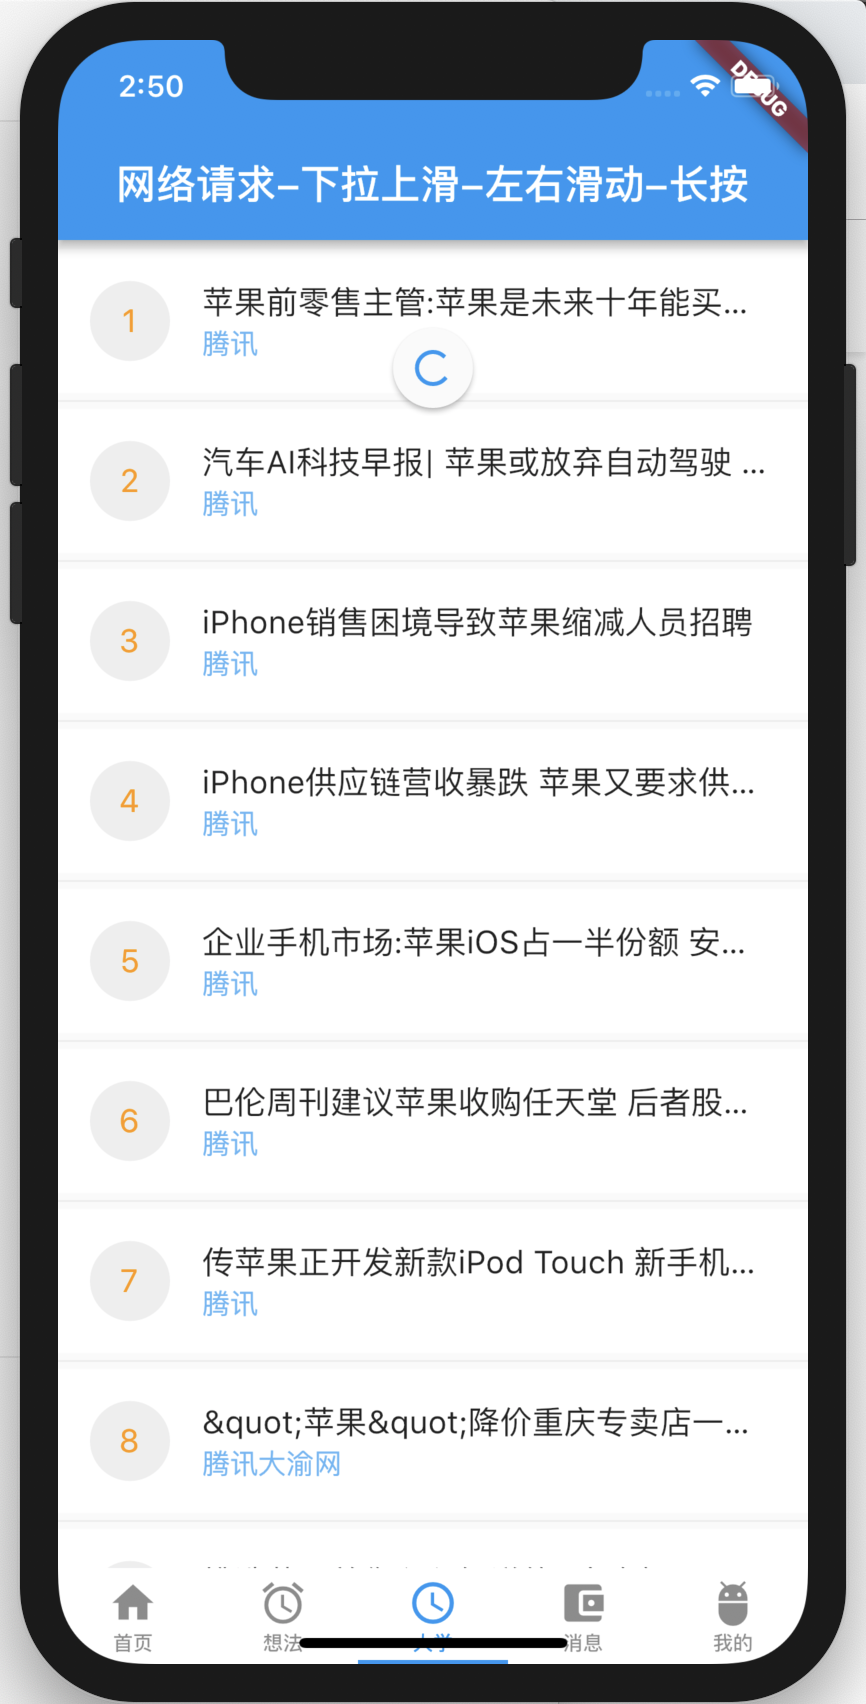 2:50
DEBUG
网络请求-下拉上滑-左右滑动-长按
1
苹果前零售主管:苹果是未来十年能买...
腾讯
2
汽车AI科技早报| 苹果或放弃自动驾驶 ...
腾讯
3
iPhone销售困境导致苹果缩减人员招聘
腾讯
4
iPhone供应链营收暴跌 苹果又要求供...
腾讯
5
企业手机市场:苹果iOS占一半份额 安...
腾讯
6
巴伦周刊建议苹果收购任天堂 后者股...
腾讯
7
传苹果正开发新款iPod Touch 新手机...
腾讯
8
&quot;苹果&quot;降价重庆专卖店一...
腾讯大渝网
首页
想法
消息
我的